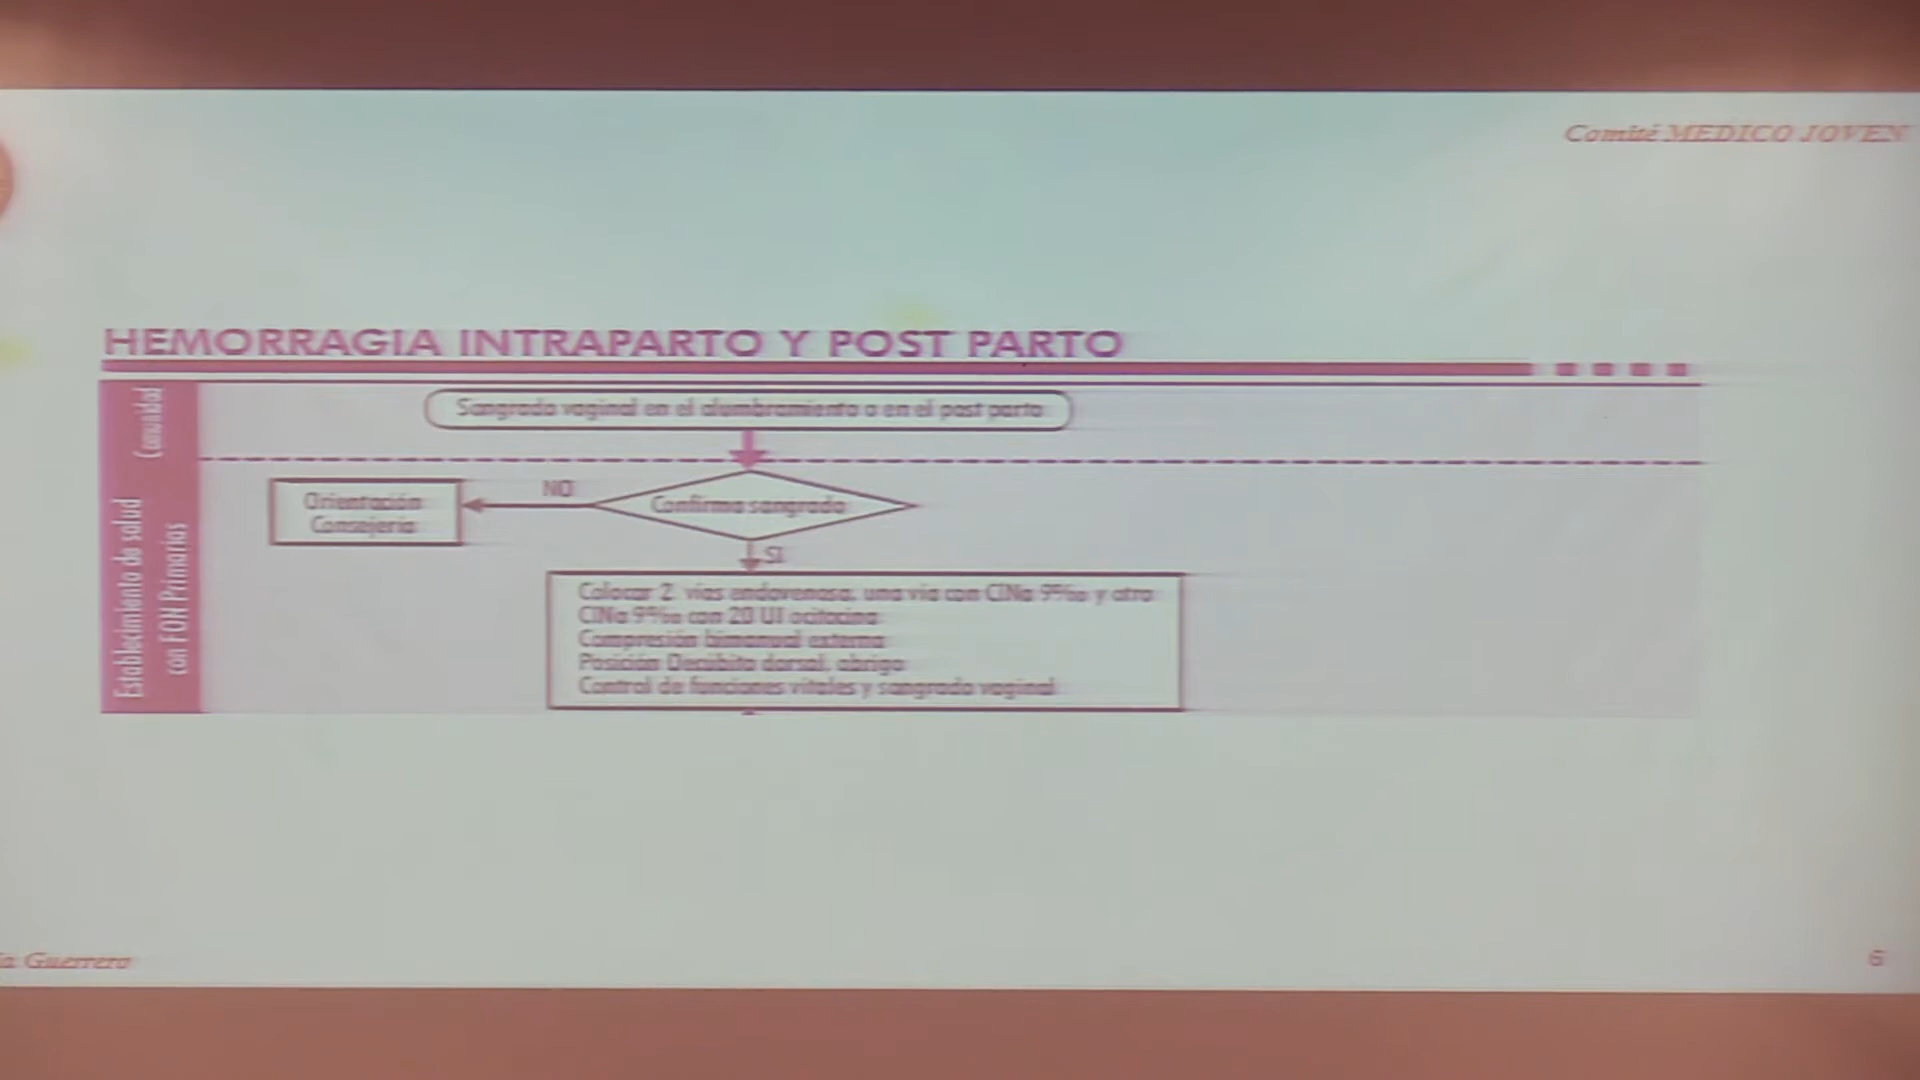 Comité MEDICO JOVEN
HEMORRAGIA INTRAPARTO Y POST PARTO
Comunidad
Sangrado vaginal en el alumbramiento o en el post parto
Establecimiento de salud
con FON Primarias
Confirma sangrado
NO
Orientación
Consejería
SI
Colocar 2 vías endovenosa, una vía con ClNa 9‰ y otra
ClNa 9‰ con 20 UI ocitocina
Compresión bimanual externa
Posición Decúbito dorsal, abrigo
Control de funciones vitales y sangrado vaginal
Guerrero
6